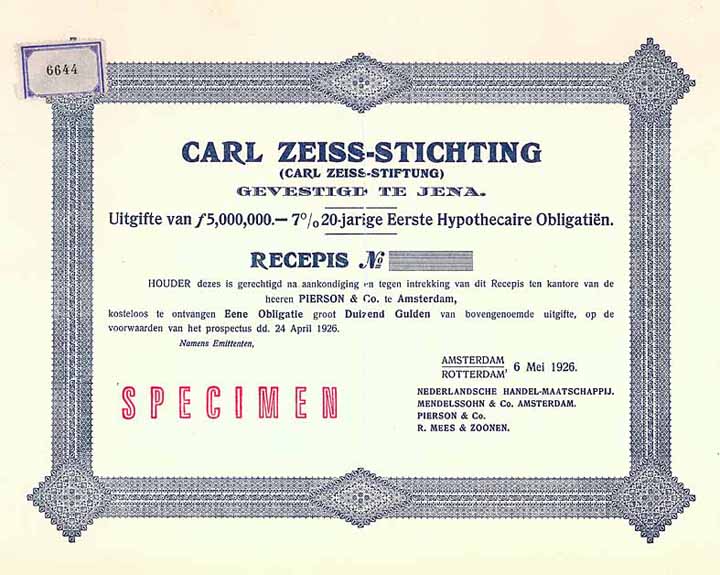 6644
CARL ZEISS-STICHTING
(CARL ZEISS-STIFTUNG)
GEVESTIGD TE JENA.
Uitgifte van ƒ5,000,000.— 7% 20-jarige Eerste Hypothecaire Obligatiën.
RECEPIS No
HOUDER dezes is gerechtigd na aankondiging en tegen intrekking van dit Recepis ten kantore van de
heeren PIERSON & Co. te Amsterdam,
kosteloos te ontvangen Eene Obligatie groot Duizend Gulden van bovengenoemde uitgifte, op de
voorwaarden van het prospectus dd. 24 April 1926.
Namens Emittenten,
AMSTERDAM
ROTTERDAM, 6 Mei 1926.
SPECIMEN
NEDERLANDSCHE HANDEL-MAATSCHAPPIJ.
MENDELSSOHN & Co. AMSTERDAM.
PIERSON & Co.
R. MEES & ZOONEN.